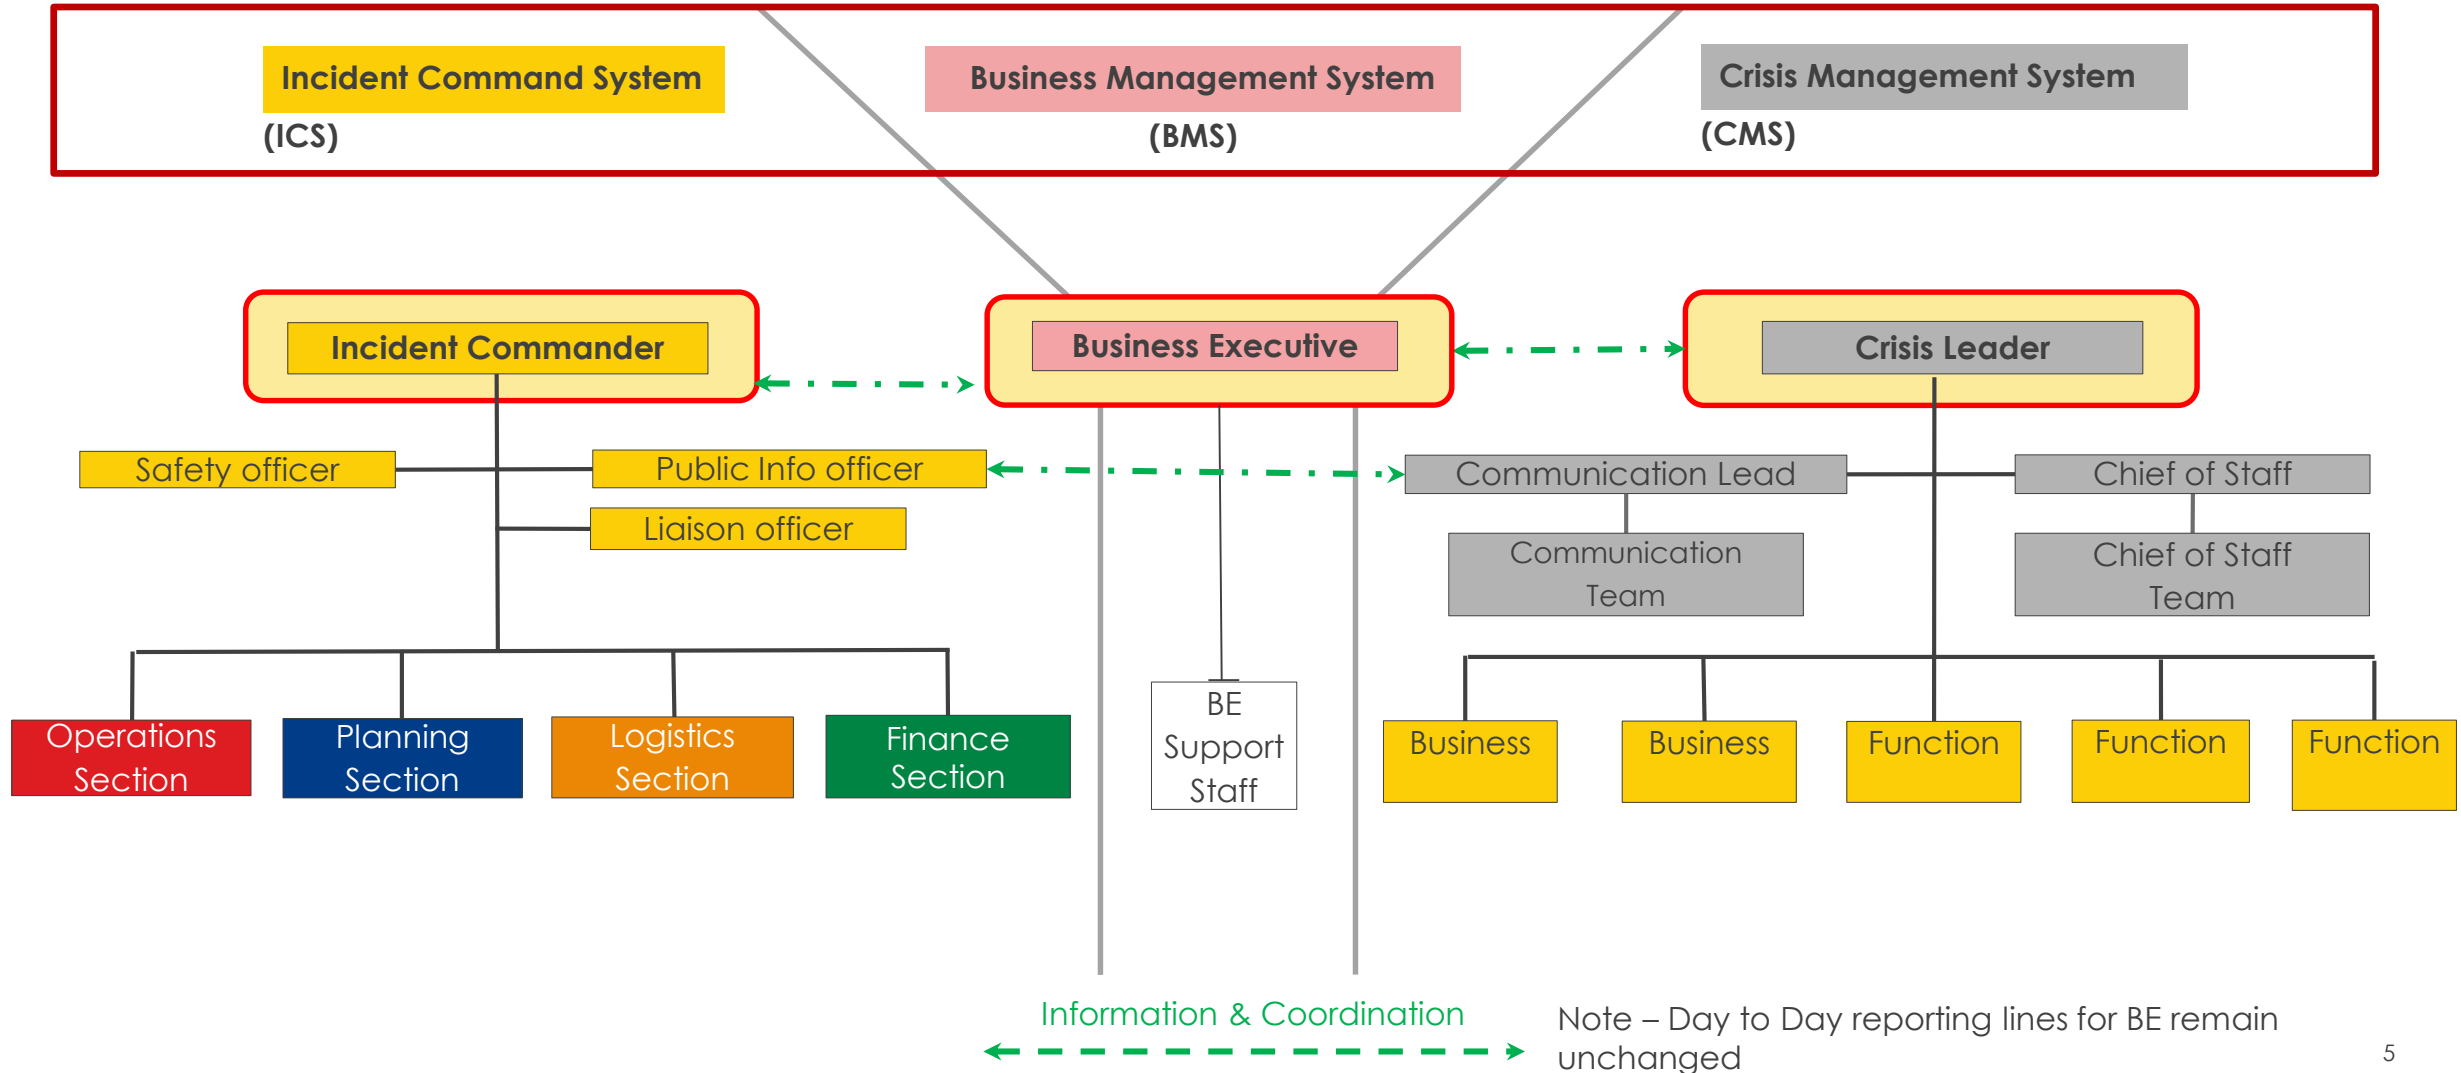 Incident Command System
(ICS)
Business Management System
(BMS)
Crisis Management System
(CMS)
Incident Commander
Business Executive
Crisis Leader
Safety officer
Public Info officer
Liaison officer
Communication Lead
Chief of Staff
Communication
Team
Chief of Staff
Team
Operations
Section
Planning
Section
Logistics
Section
Finance
Section
BE
Support
Staff
Business
Business
Function
Function
Function
Information & Coordination
Note – Day to Day reporting lines for BE remain
unchanged
5